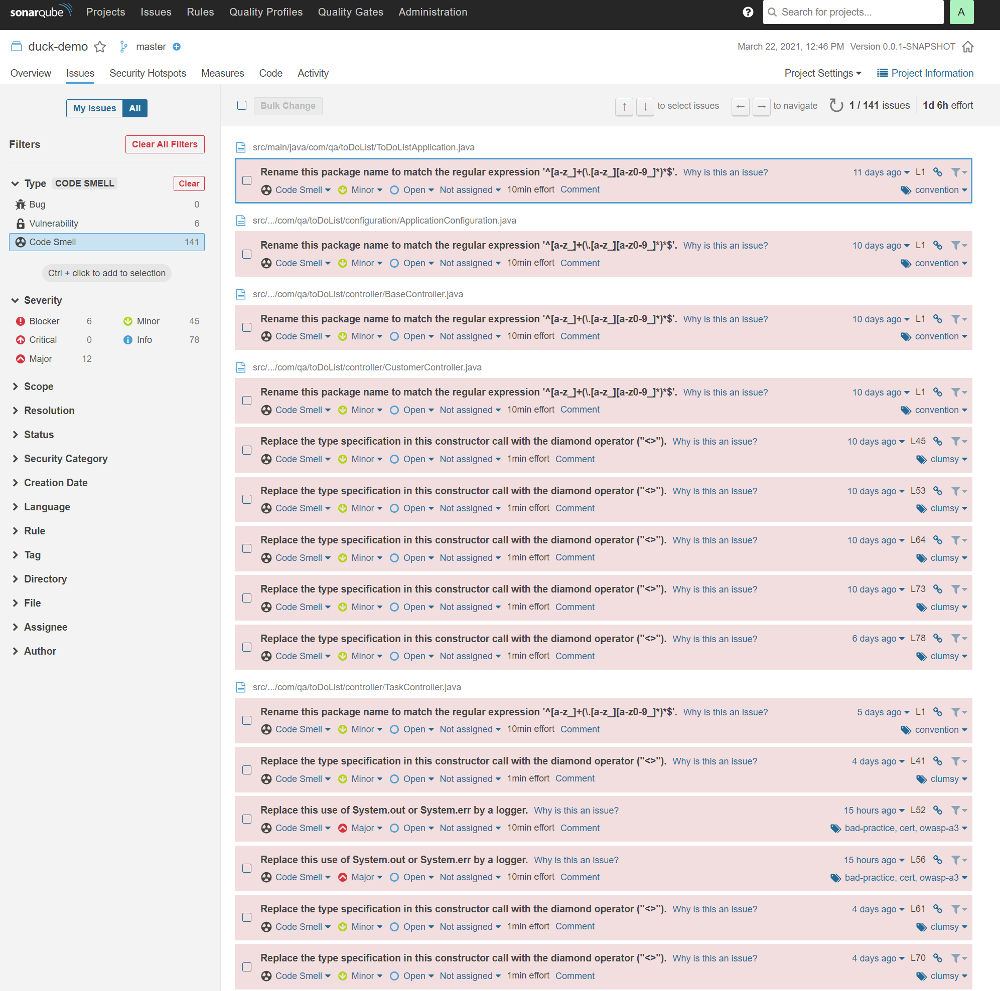 sonarqube Projects Issues Rules Quality Profiles Quality Gates Administration ? Search for projects... A
duck-demo master March 22, 2021, 12:46 PM Version 0.0.1-SNAPSHOT
Overview Issues Security Hotspots Measures Code Activity Project Settings Project Information
My Issues All Bulk Change ↑ ↓ to select issues ← → to navigate 1 / 141 issues 1d 6h effort
Filters Clear All Filters
Type CODE SMELL Clear
Bug 0
Vulnerability 6
Code Smell 141
Ctrl + click to add to selection
Severity
Blocker 6 Minor 45
Critical 0 Info 78
Major 12
Scope
Resolution
Status
Security Category
Creation Date
Language
Rule
Tag
Directory
File
Assignee
Author
src/main/java/com/qa/toDoList/ToDoListApplication.java
Rename this package name to match the regular expression '^[a-z_]+(\.[a-z_][a-z0-9_]*)*$'. Why is this an issue? 11 days ago L1
Code Smell Minor Open Not assigned 10min effort Comment convention
src/.../com/qa/toDoList/configuration/ApplicationConfiguration.java
Rename this package name to match the regular expression '^[a-z_]+(\.[a-z_][a-z0-9_]*)*$'. Why is this an issue? 10 days ago L1
Code Smell Minor Open Not assigned 10min effort Comment convention
src/.../com/qa/toDoList/controller/BaseController.java
Rename this package name to match the regular expression '^[a-z_]+(\.[a-z_][a-z0-9_]*)*$'. Why is this an issue? 10 days ago L1
Code Smell Minor Open Not assigned 10min effort Comment convention
src/.../com/qa/toDoList/controller/CustomerController.java
Rename this package name to match the regular expression '^[a-z_]+(\.[a-z_][a-z0-9_]*)*$'. Why is this an issue? 10 days ago L1
Code Smell Minor Open Not assigned 10min effort Comment convention
Replace the type specification in this constructor call with the diamond operator ("<>"). Why is this an issue? 10 days ago L45
Code Smell Minor Open Not assigned 1min effort Comment clumsy
Replace the type specification in this constructor call with the diamond operator ("<>"). Why is this an issue? 10 days ago L53
Code Smell Minor Open Not assigned 1min effort Comment clumsy
Replace the type specification in this constructor call with the diamond operator ("<>"). Why is this an issue? 10 days ago L64
Code Smell Minor Open Not assigned 1min effort Comment clumsy
Replace the type specification in this constructor call with the diamond operator ("<>"). Why is this an issue? 10 days ago L73
Code Smell Minor Open Not assigned 1min effort Comment clumsy
Replace the type specification in this constructor call with the diamond operator ("<>"). Why is this an issue? 6 days ago L78
Code Smell Minor Open Not assigned 1min effort Comment clumsy
src/.../com/qa/toDoList/controller/TaskController.java
Rename this package name to match the regular expression '^[a-z_]+(\.[a-z_][a-z0-9_]*)*$'. Why is this an issue? 5 days ago L1
Code Smell Minor Open Not assigned 10min effort Comment convention
Replace the type specification in this constructor call with the diamond operator ("<>"). Why is this an issue? 4 days ago L41
Code Smell Minor Open Not assigned 1min effort Comment clumsy
Replace this use of System.out or System.err by a logger. Why is this an issue? 15 hours ago L52
Code Smell Major Open Not assigned 10min effort Comment bad-practice, cert, owasp-a3
Replace this use of System.out or System.err by a logger. Why is this an issue? 15 hours ago L56
Code Smell Major Open Not assigned 10min effort Comment bad-practice, cert, owasp-a3
Replace the type specification in this constructor call with the diamond operator ("<>"). Why is this an issue? 4 days ago L61
Code Smell Minor Open Not assigned 1min effort Comment clumsy
Replace the type specification in this constructor call with the diamond operator ("<>"). Why is this an issue? 4 days ago L70
Code Smell Minor Open Not assigned 1min effort Comment clumsy